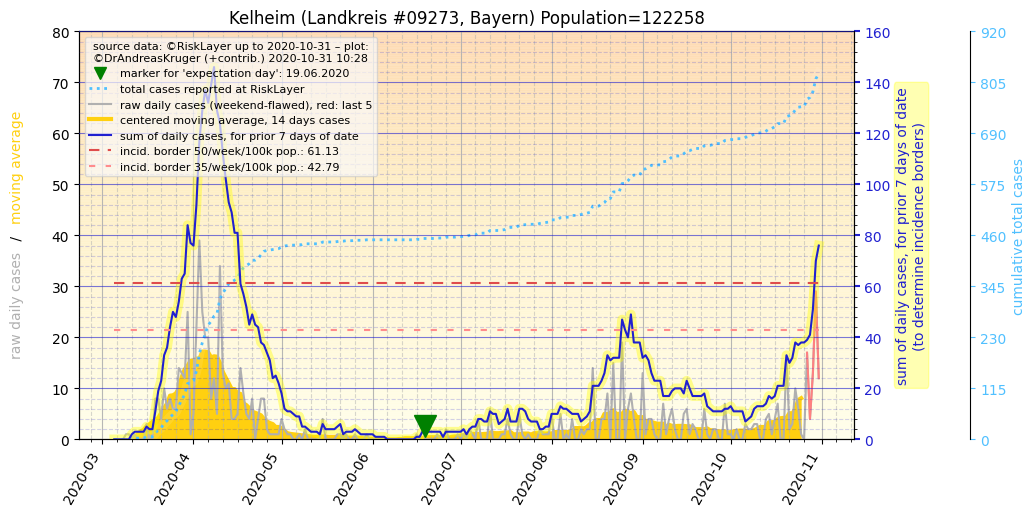 Kelheim (Landkreis #09273, Bayern) Population=122258
source data: ©RiskLayer up to 2020-10-31 – plot:
©DrAndreasKruger (+contrib.) 2020-10-31 10:28
marker for 'expectation day': 19.06.2020
total cases reported at RiskLayer
raw daily cases (weekend-flawed), red: last 5
centered moving average, 14 days cases
sum of daily cases, for prior 7 days of date
incid. border 50/week/100k pop.: 61.13
incid. border 35/week/100k pop.: 42.79
raw daily cases / moving average
80
70
60
50
40
30
20
10
0
2020-03
2020-04
2020-05
2020-06
2020-07
2020-08
2020-09
2020-10
2020-11
160
140
120
100
80
60
40
20
0
sum of daily cases, for prior 7 days of date
(to determine incidence borders)
920
805
690
575
460
345
230
115
0
cumulative total cases